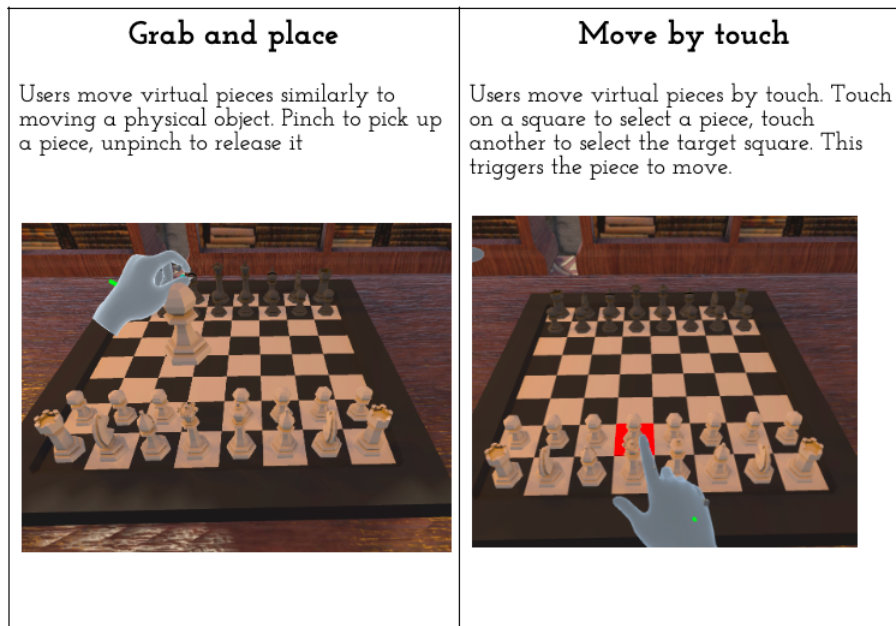 Grab and place
Users move virtual pieces similarly to
moving a physical object. Pinch to pick up
a piece, unpinch to release it
Move by touch
Users move virtual pieces by touch. Touch
on a square to select a piece, touch
another to select the target square. This
triggers the piece to move.